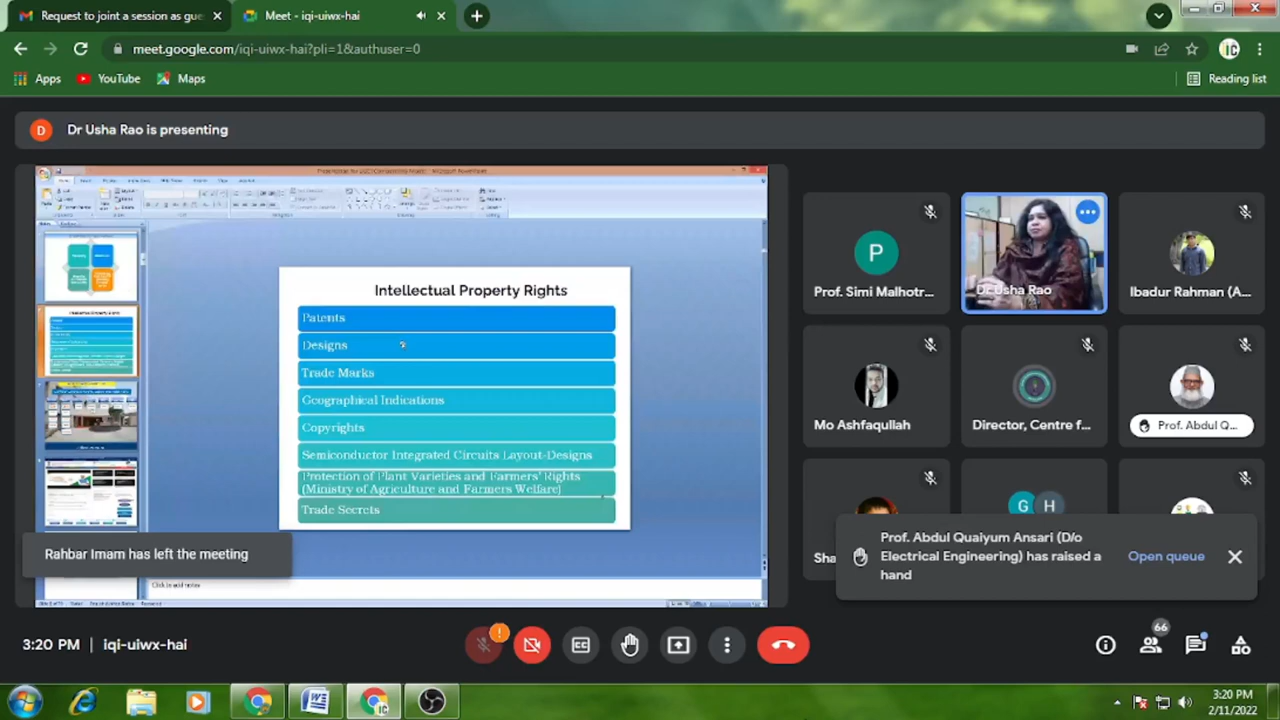 Request to joint a session as gue
Meet - iqi-uiwx-hai
meet.google.com/iqi-uiwx-hai?pli=1&authuser=0
Apps
YouTube
Maps
Reading list
D
Dr Usha Rao is presenting
Intellectual Property Rights
Patents
Designs
Trade Marks
Geographical Indications
Copyrights
Semiconductor Integrated Circuits Layout-Designs
Protection of Plant Varieties and Farmers' Rights
(Ministry of Agriculture and Farmers Welfare)
Trade Secrets
Click to add notes
P
Prof. Simi Malhotr...
Dr Usha Rao
Ibadur Rahman (A...
Mo Ashfaqullah
Director, Centre f...
Prof. Abdul Q...
Sha
G
H
Rahbar Imam has left the meeting
Prof. Abdul Quaiyum Ansari (D/o
Electrical Engineering) has raised a
hand
Open queue
3:20 PM | iqi-uiwx-hai
66
3:20 PM
2/11/2022